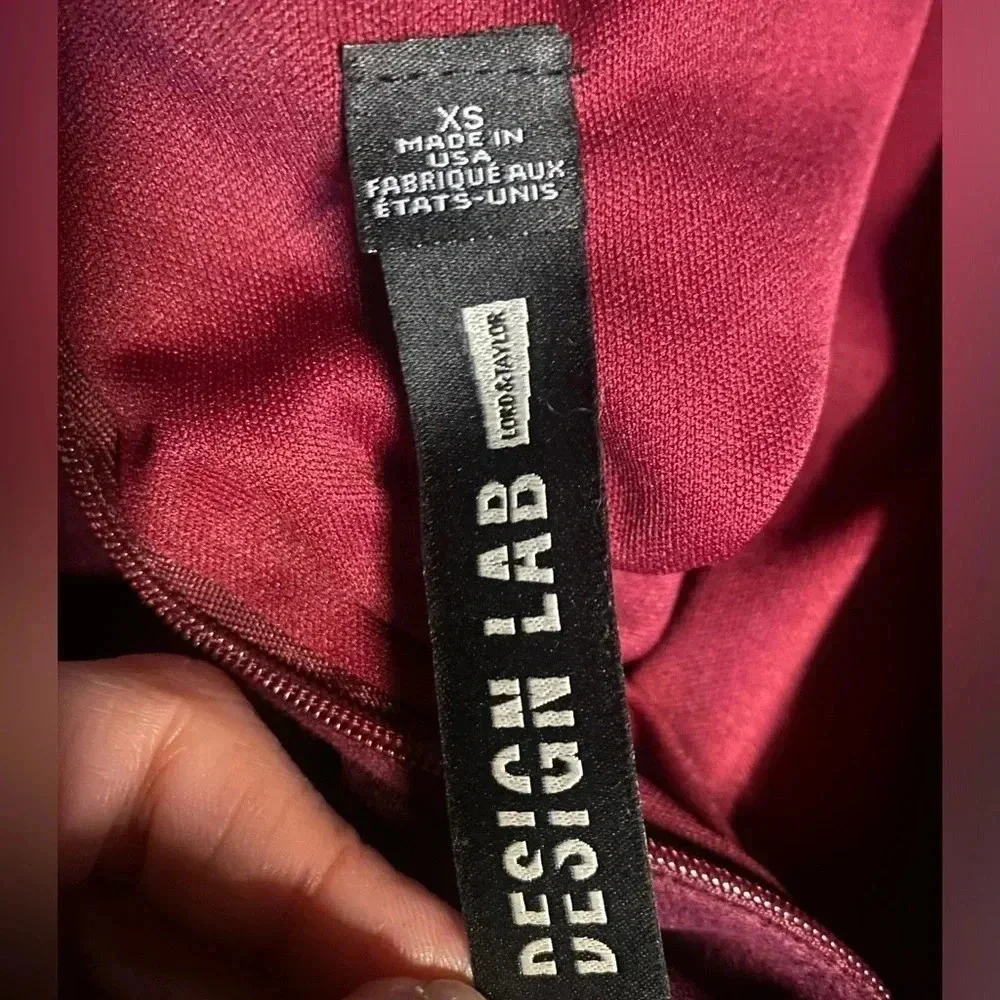 XS
MADE IN
USA
FABRIQUÉ AUX
ÉTATS-UNIS
LORD & TAYLOR
DESIGN LAB